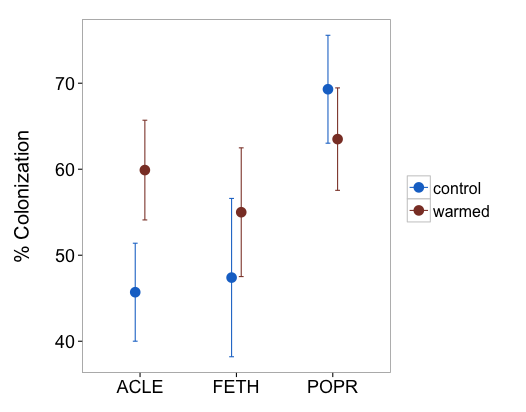 % Colonization
70
60
50
40
ACLE FETH POPR
control
warmed